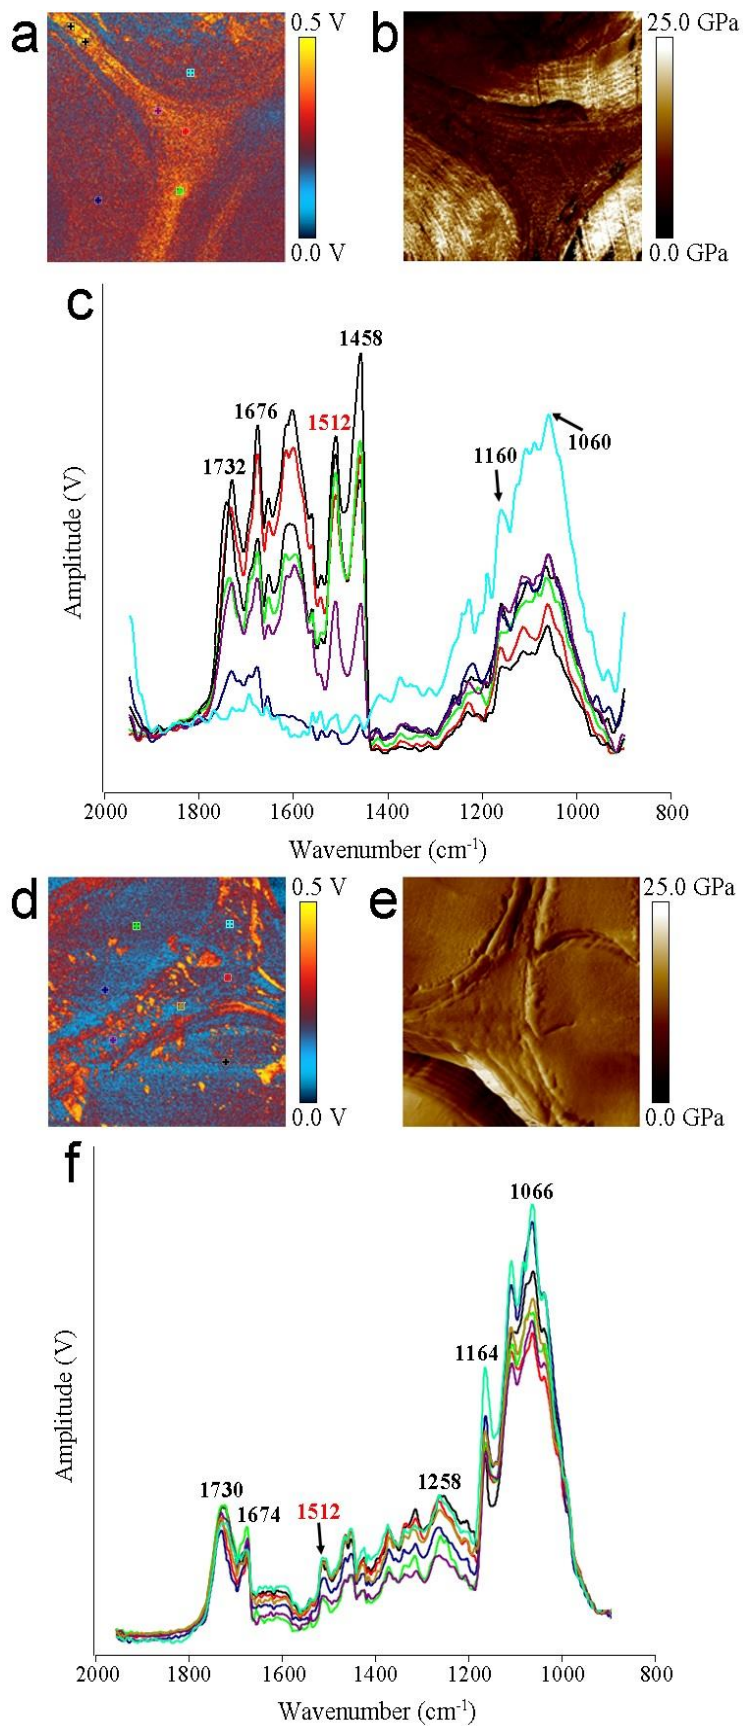 a
0.5 V
0.0 V
b
25.0 GPa
0.0 GPa
c
1458
1676
1512
1732
1160
1060
Amplitude (V)
2000 1800 1600 1400 1200 1000 800
Wavenumber (cm-1)
d
0.5 V
0.0 V
e
25.0 GPa
0.0 GPa
f
1066
1164
1730
1674
1512
1258
Amplitude (V)
2000 1800 1600 1400 1200 1000 800
Wavenumber (cm-1)